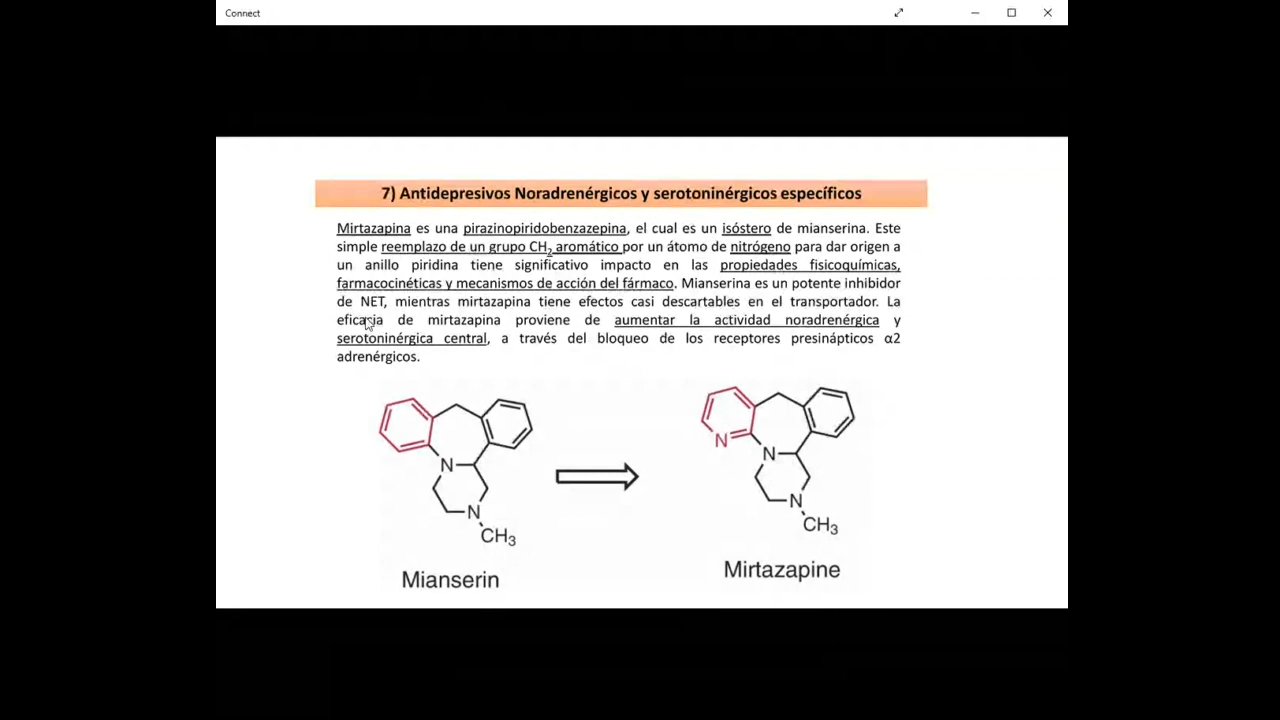 Connect
7) Antidepresivos Noradrenérgicos y serotoninérgicos específicos
Mirtazapina es una pirazinopiridobenzazepina, el cual es un isóstero de mianserina. Este
simple reemplazo de un grupo CH2 aromático por un átomo de nitrógeno para dar origen a
un anillo piridina tiene significativo impacto en las propiedades fisicoquímicas,
farmacocinéticas y mecanismos de acción del fármaco. Mianserina es un potente inhibidor
de NET, mientras mirtazapina tiene efectos casi descartables en el transportador. La
eficacia de mirtazapina proviene de aumentar la actividad noradrenérgica y
serotoninérgica central, a través del bloqueo de los receptores presinápticos α2
adrenérgicos.
N
N
CH3
Mianserin
N
N
N
CH3
Mirtazapine